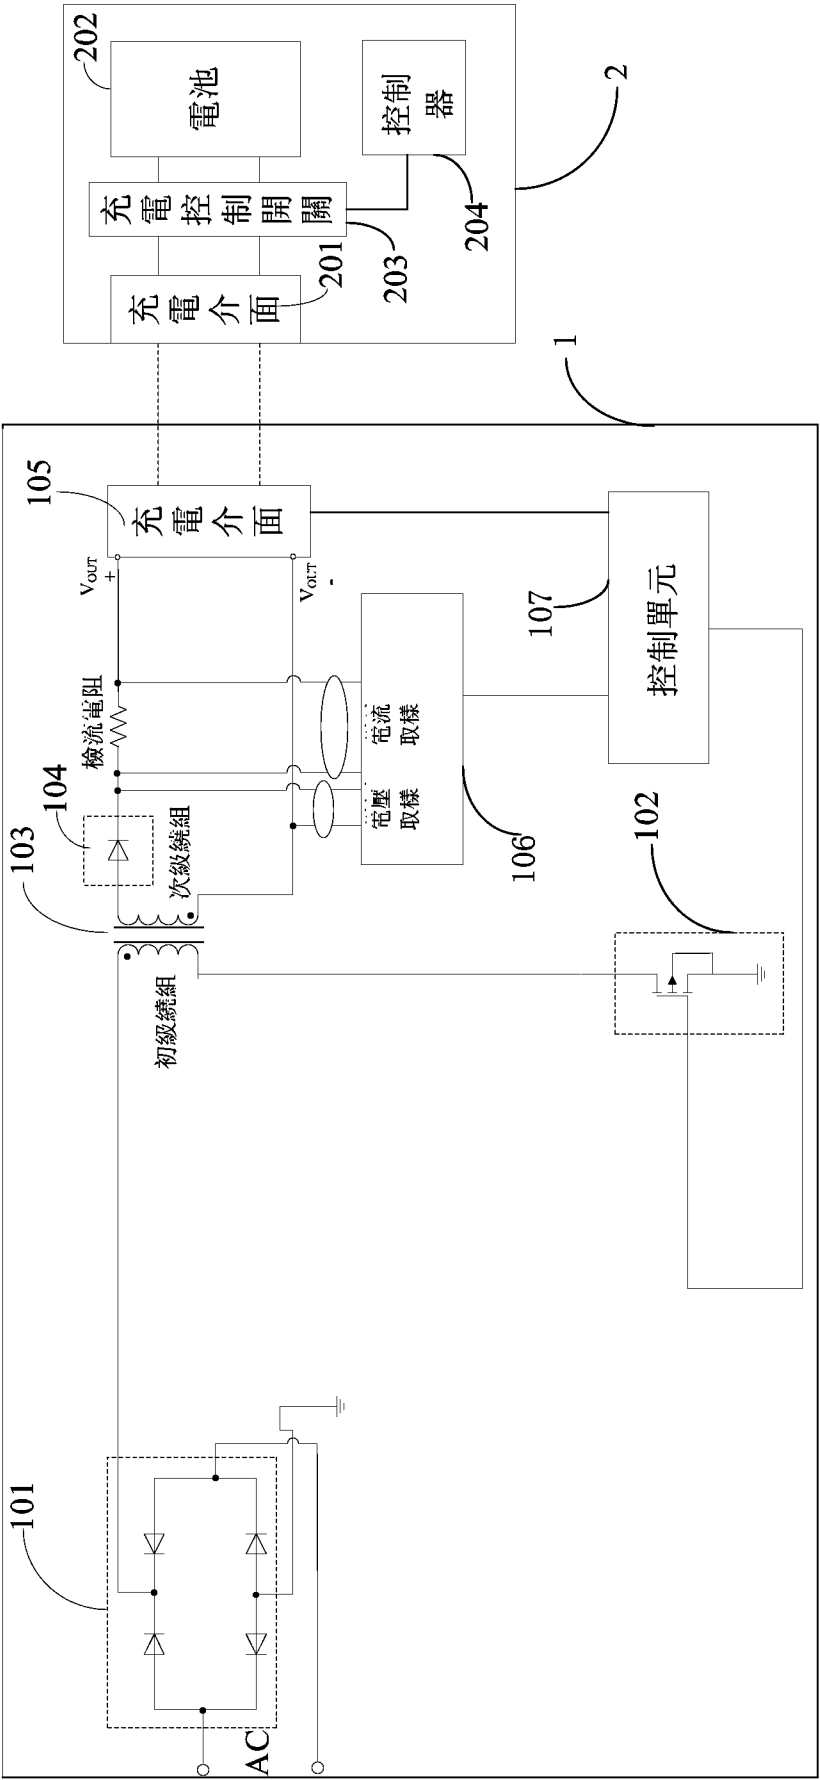 101
AC
初級繞組
103
次級繞組
104
檢流電阻
VOUT
+
VOUT
-
105
充電介面
電壓
取樣
電流
取樣
106
107
控制單元
102
1
充電介面
201
充電控制開關
203
電池
202
控制
器
204
2